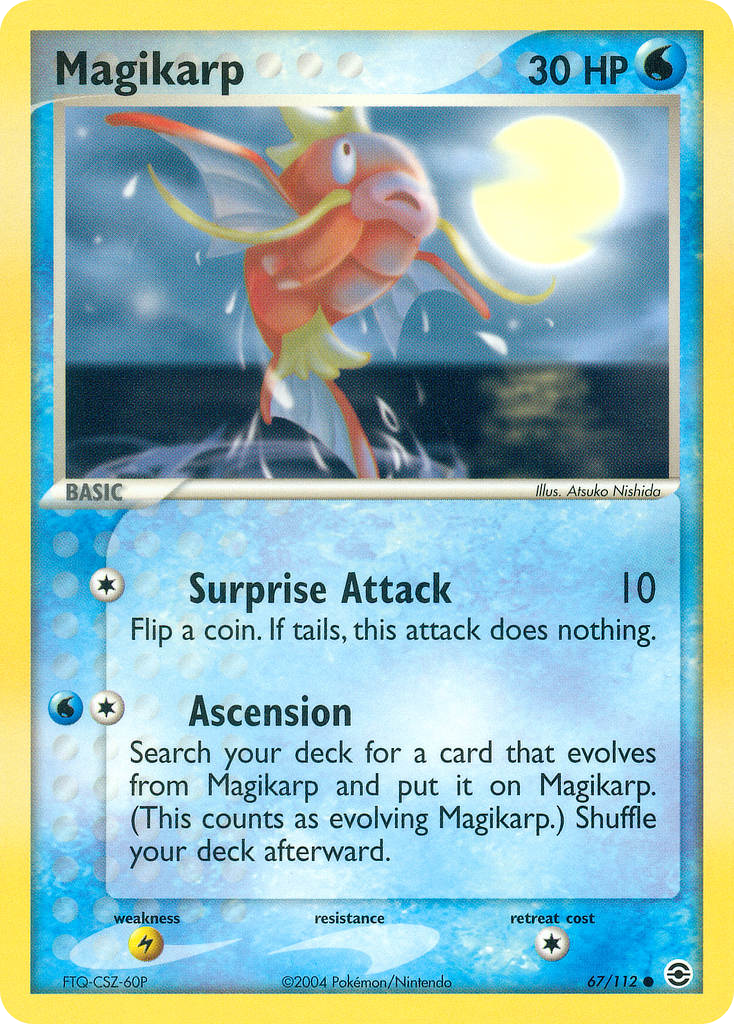 Magikarp
30 HP
BASIC
Illus. Atsuko Nishida
Surprise Attack 10
Flip a coin. If tails, this attack does nothing.
Ascension
Search your deck for a card that evolves
from Magikarp and put it on Magikarp.
(This counts as evolving Magikarp.) Shuffle
your deck afterward.
weakness resistance retreat cost
FTQ-CSZ-60P ©2004 Pokémon/Nintendo 67/112